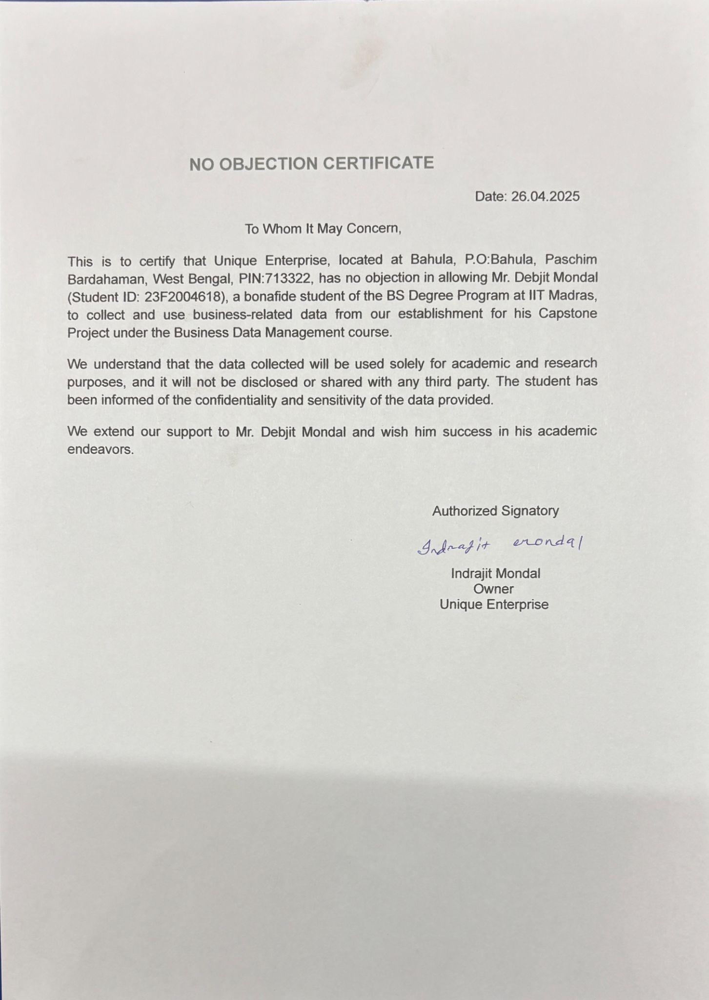 NO OBJECTION CERTIFICATE
Date: 26.04.2025
To Whom It May Concern,
This is to certify that Unique Enterprise, located at Bahula, P.O:Bahula, Paschim
Bardahaman, West Bengal, PIN:713322, has no objection in allowing Mr. Debjit Mondal
(Student ID: 23F2004618), a bonafide student of the BS Degree Program at IIT Madras,
to collect and use business-related data from our establishment for his Capstone
Project under the Business Data Management course.
We understand that the data collected will be used solely for academic and research
purposes, and it will not be disclosed or shared with any third party. The student has
been informed of the confidentiality and sensitivity of the data provided.
We extend our support to Mr. Debjit Mondal and wish him success in his academic
endeavors.
Authorized Signatory
Indrajit Mondal
Indrajit Mondal
Owner
Unique Enterprise